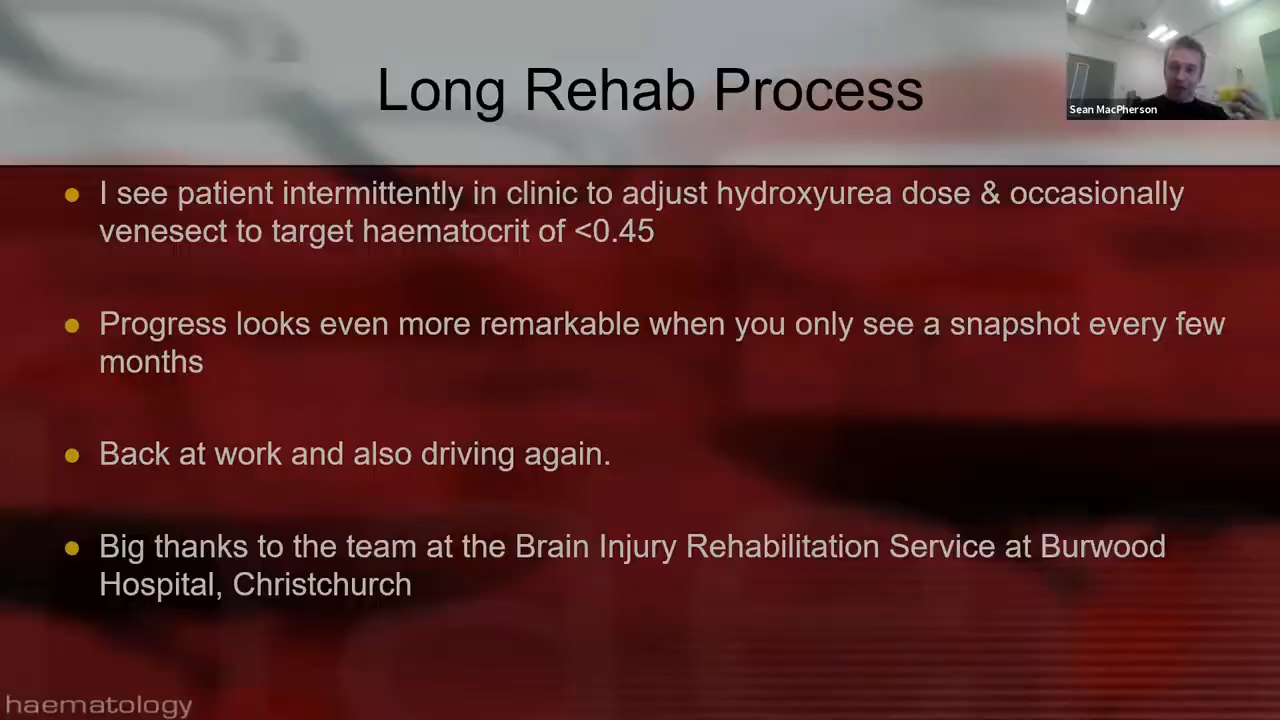 Long Rehab Process
Sean MacPherson
● I see patient intermittently in clinic to adjust hydroxyurea dose & occasionally
venesect to target haematocrit of <0.45
● Progress looks even more remarkable when you only see a snapshot every few
months
● Back at work and also driving again.
● Big thanks to the team at the Brain Injury Rehabilitation Service at Burwood
Hospital, Christchurch
haematology